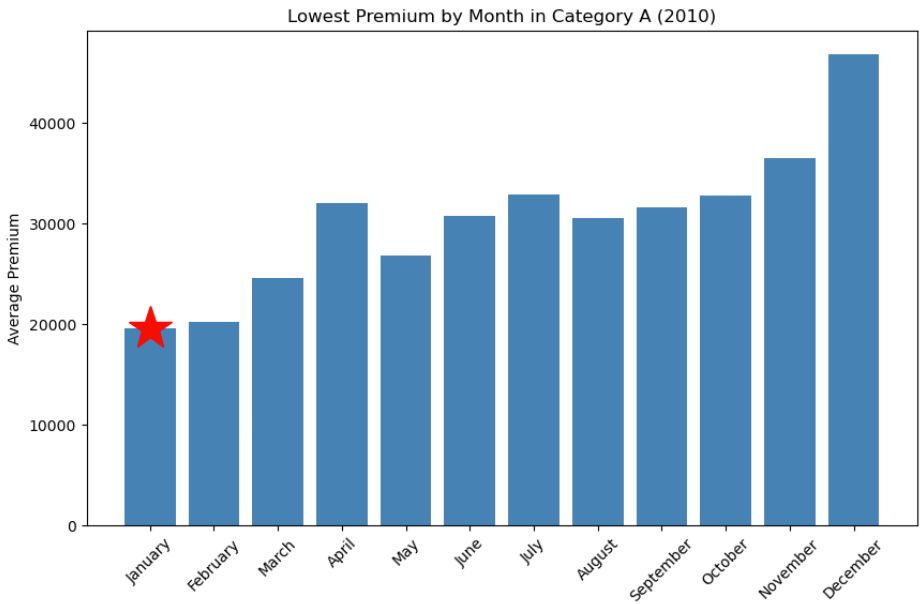 Lowest Premium by Month in Category A (2010)
Average Premium
40000
30000
20000
10000
0
January
February
March
April
May
June
July
August
September
October
November
December